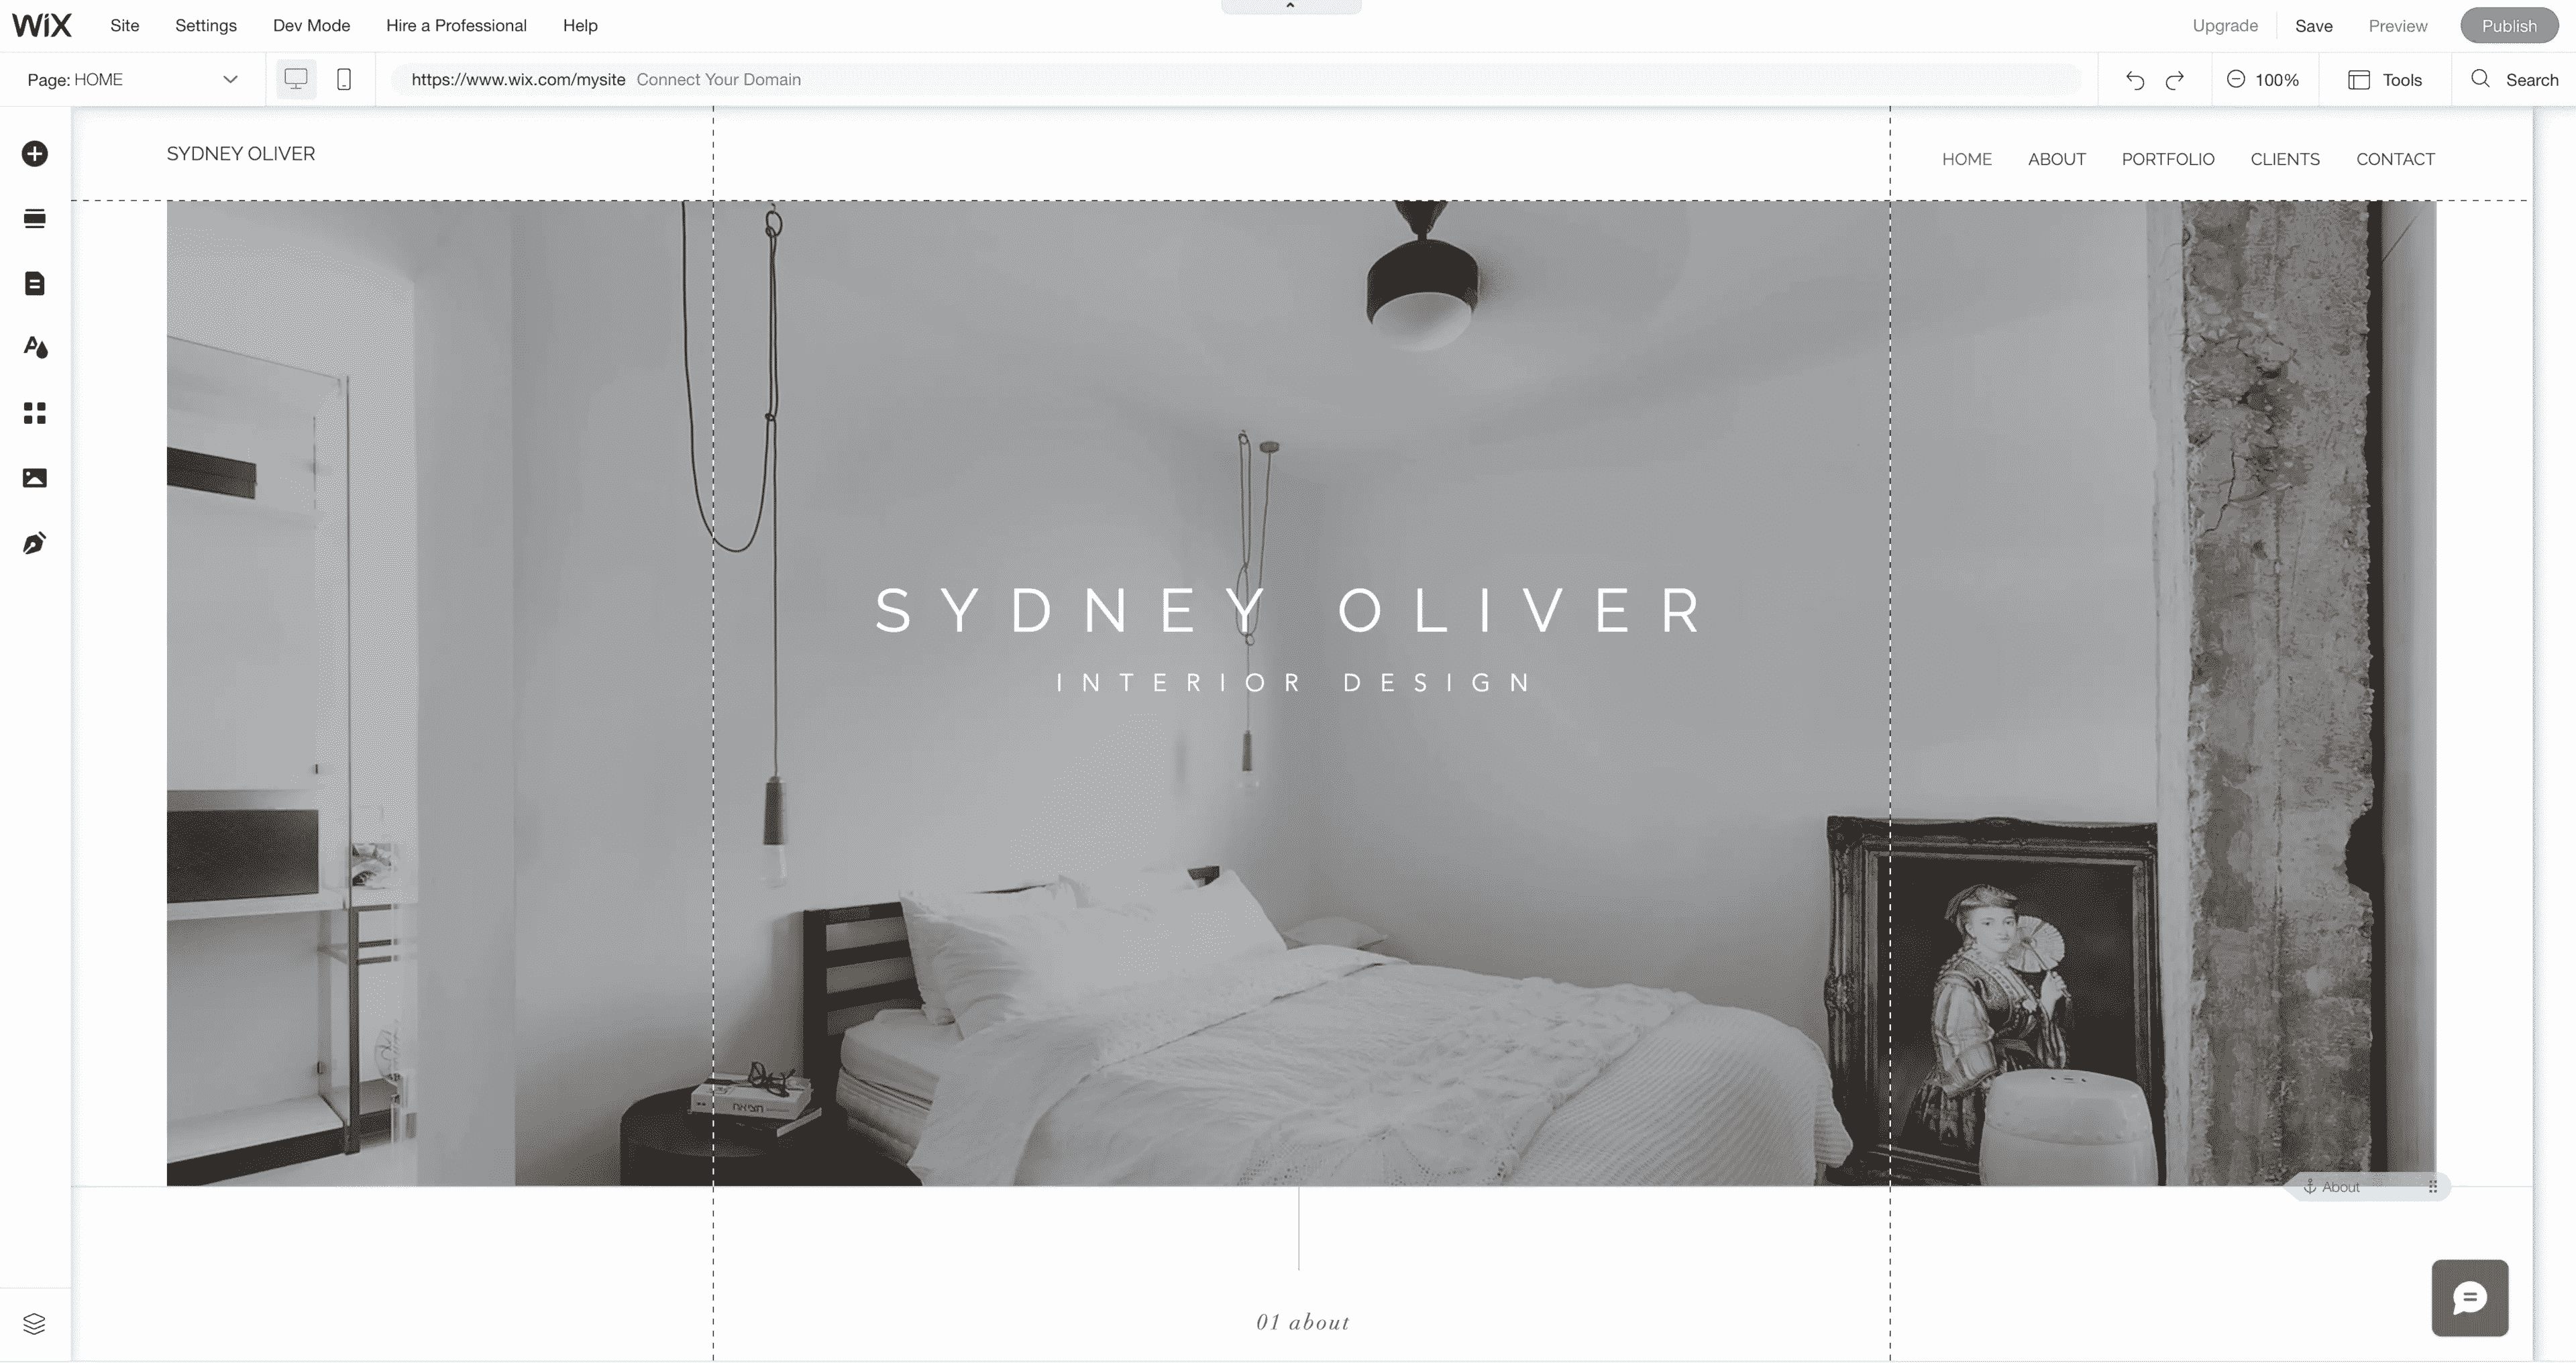 WiX Site Settings Dev Mode Hire a Professional Help Upgrade Save Preview Publish
Page: HOME https://www.wix.com/mysite Connect Your Domain 100% Tools Search
SYDNEY OLIVER HOME ABOUT PORTFOLIO CLIENTS CONTACT
SYDNEY OLIVER
INTERIOR DESIGN
About
01 about